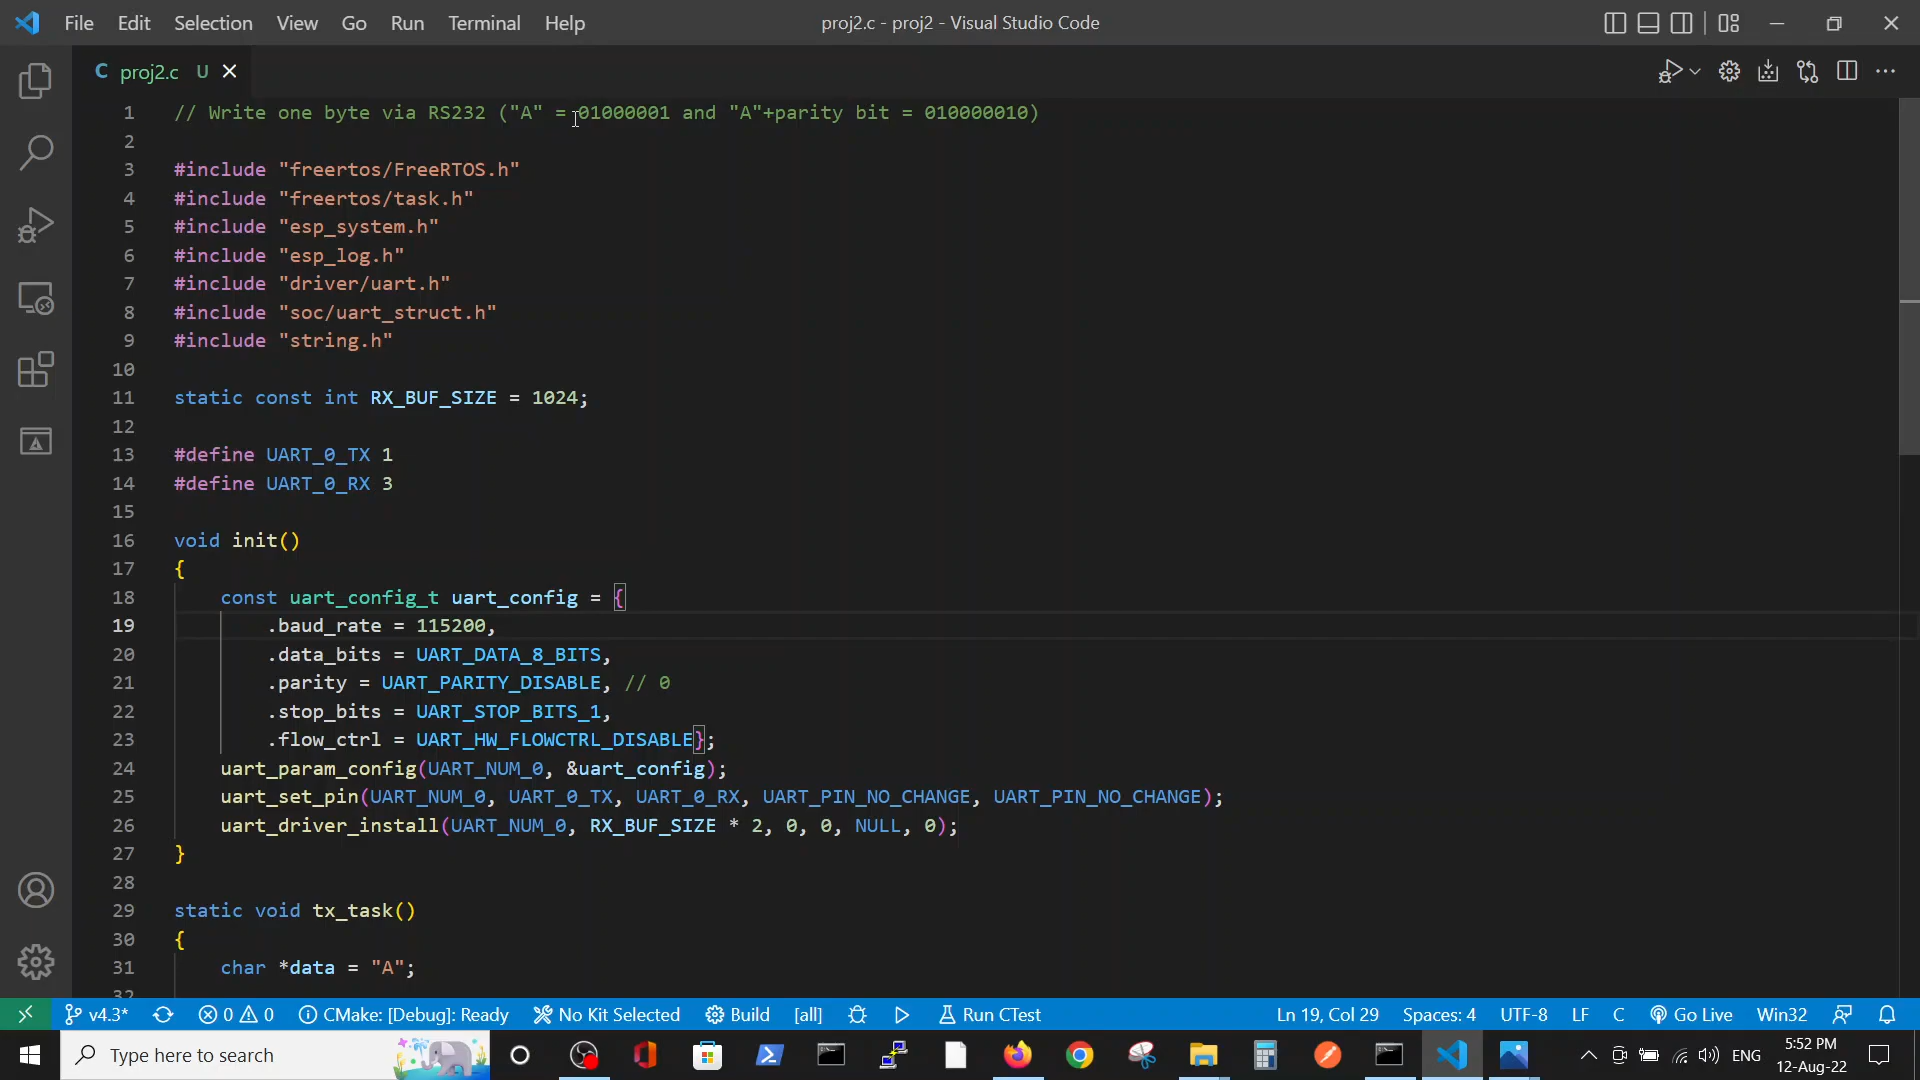 File Edit Selection View Go Run Terminal Help proj2.c - proj2 - Visual Studio Code
C proj2.c U
1 // Write one byte via RS232 ("A" = 01000001 and "A"+parity bit = 010000010)
2
3 #include "freertos/FreeRTOS.h"
4 #include "freertos/task.h"
5 #include "esp_system.h"
6 #include "esp_log.h"
7 #include "driver/uart.h"
8 #include "soc/uart_struct.h"
9 #include "string.h"
10
11 static const int RX_BUF_SIZE = 1024;
12
13 #define UART_0_TX 1
14 #define UART_0_RX 3
15
16 void init()
17 {
18 const uart_config_t uart_config = {
19 .baud_rate = 115200,
20 .data_bits = UART_DATA_8_BITS,
21 .parity = UART_PARITY_DISABLE, // 0
22 .stop_bits = UART_STOP_BITS_1,
23 .flow_ctrl = UART_HW_FLOWCTRL_DISABLE};
24 uart_param_config(UART_NUM_0, &uart_config);
25 uart_set_pin(UART_NUM_0, UART_0_TX, UART_0_RX, UART_PIN_NO_CHANGE, UART_PIN_NO_CHANGE);
26 uart_driver_install(UART_NUM_0, RX_BUF_SIZE * 2, 0, 0, NULL, 0);
27 }
28
29 static void tx_task()
30 {
31 char *data = "A";
32
v4.3* 0 0 CMake: [Debug]: Ready No Kit Selected Build [all] Run CTest Ln 19, Col 29 Spaces: 4 UTF-8 LF C Go Live Win32
Type here to search ENG 5:52 PM
12-Aug-22